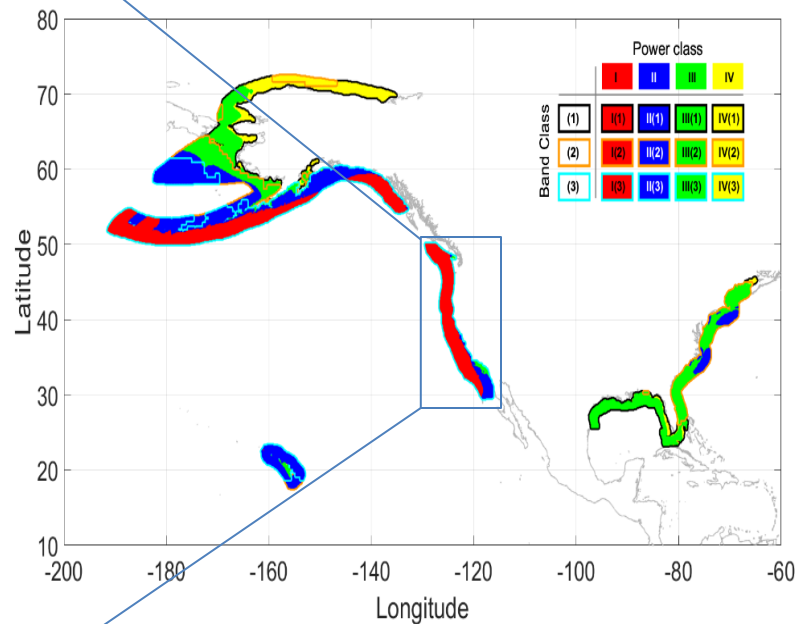 80
70
60
50
40
30
20
10
-200
-180
-160
-140
-120
-100
-80
-60
Latitude
Longitude
Power class
I II III IV
Band Class
(1) I(1) II(1) III(1) IV(1)
(2) I(2) II(2) III(2) IV(2)
(3) I(3) II(3) III(3) IV(3)